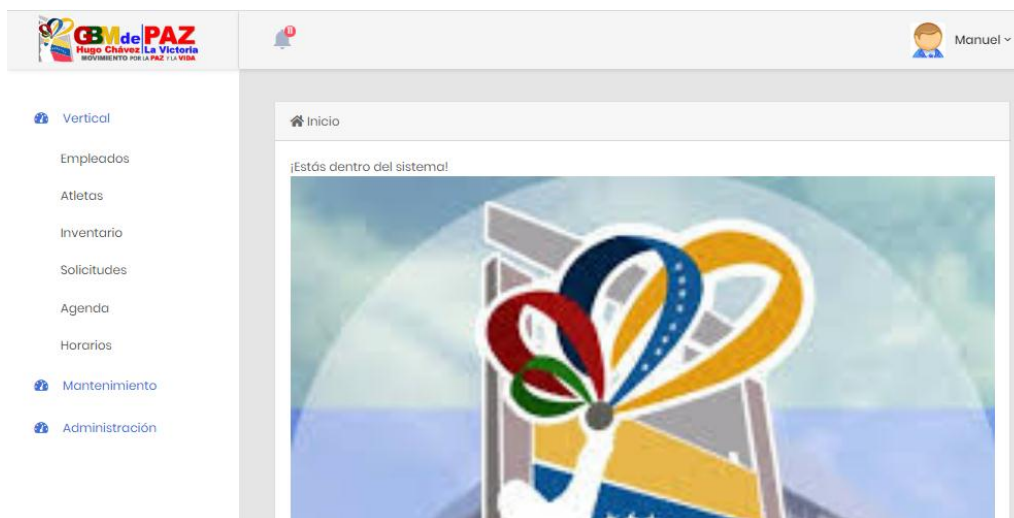 GBM de PAZ
Hugo Chávez La Victoria
MOVIMIENTO POR LA PAZ Y LA VIDA
Manuel
Vertical
Empleados
Atletas
Inventario
Solicitudes
Agenda
Horarios
Mantenimiento
Administración
Inicio
¡Estás dentro del sistema!